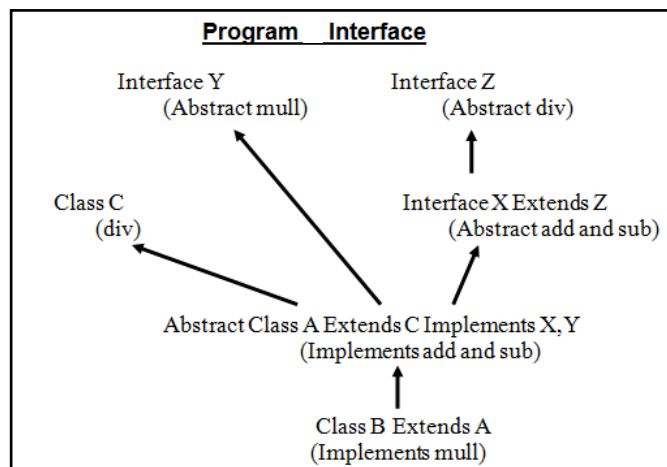 Program Interface
Interface Y
(Abstract mull)
Interface Z
(Abstract div)
Class C
(div)
Interface X Extends Z
(Abstract add and sub)
Abstract Class A Extends C Implements X, Y
(Implements add and sub)
Class B Extends A
(Implements mull)